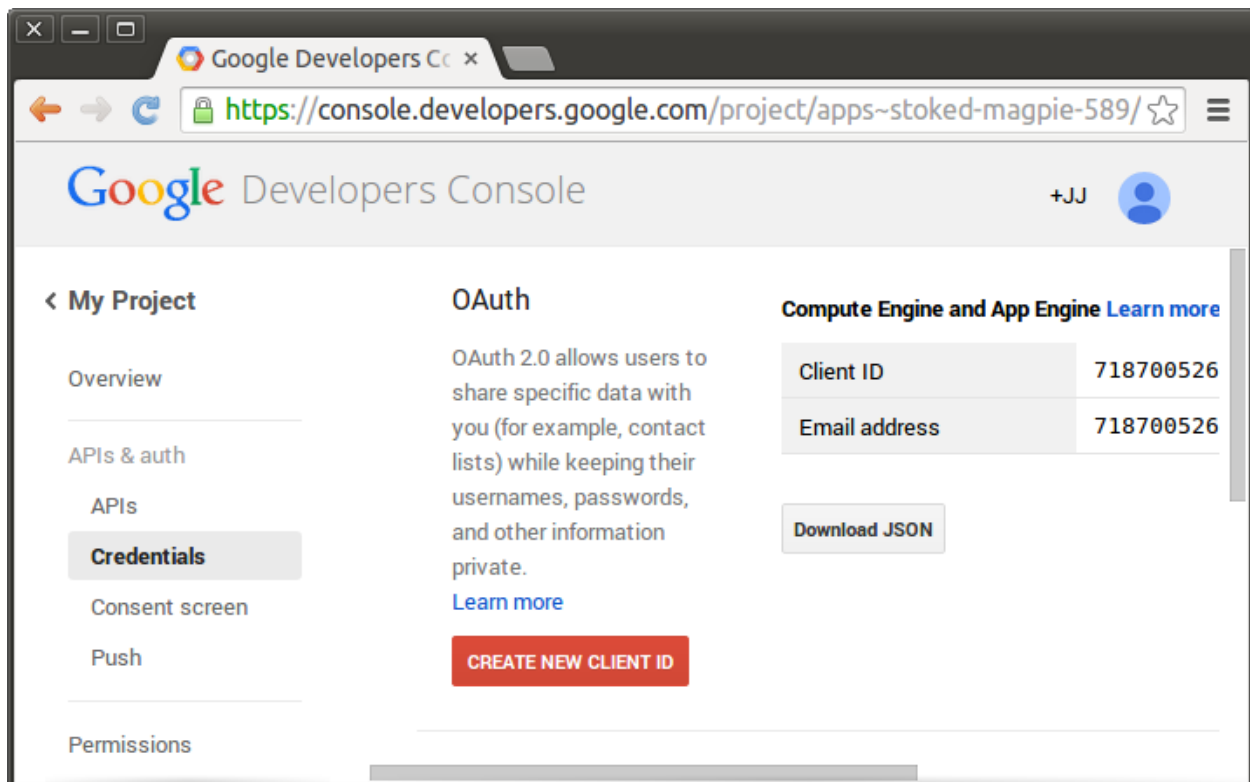 Google Developers Co
https://console.developers.google.com/project/apps~stoked-magpie-589/
Google Developers Console
+JJ
My Project
Overview
APIs & auth
APIs
Credentials
Consent screen
Push
Permissions
OAuth
OAuth 2.0 allows users to
share specific data with
you (for example, contact
lists) while keeping their
usernames, passwords,
and other information
private.
Learn more
CREATE NEW CLIENT ID
Compute Engine and App Engine Learn more
Client ID 718700526
Email address 718700526
Download JSON